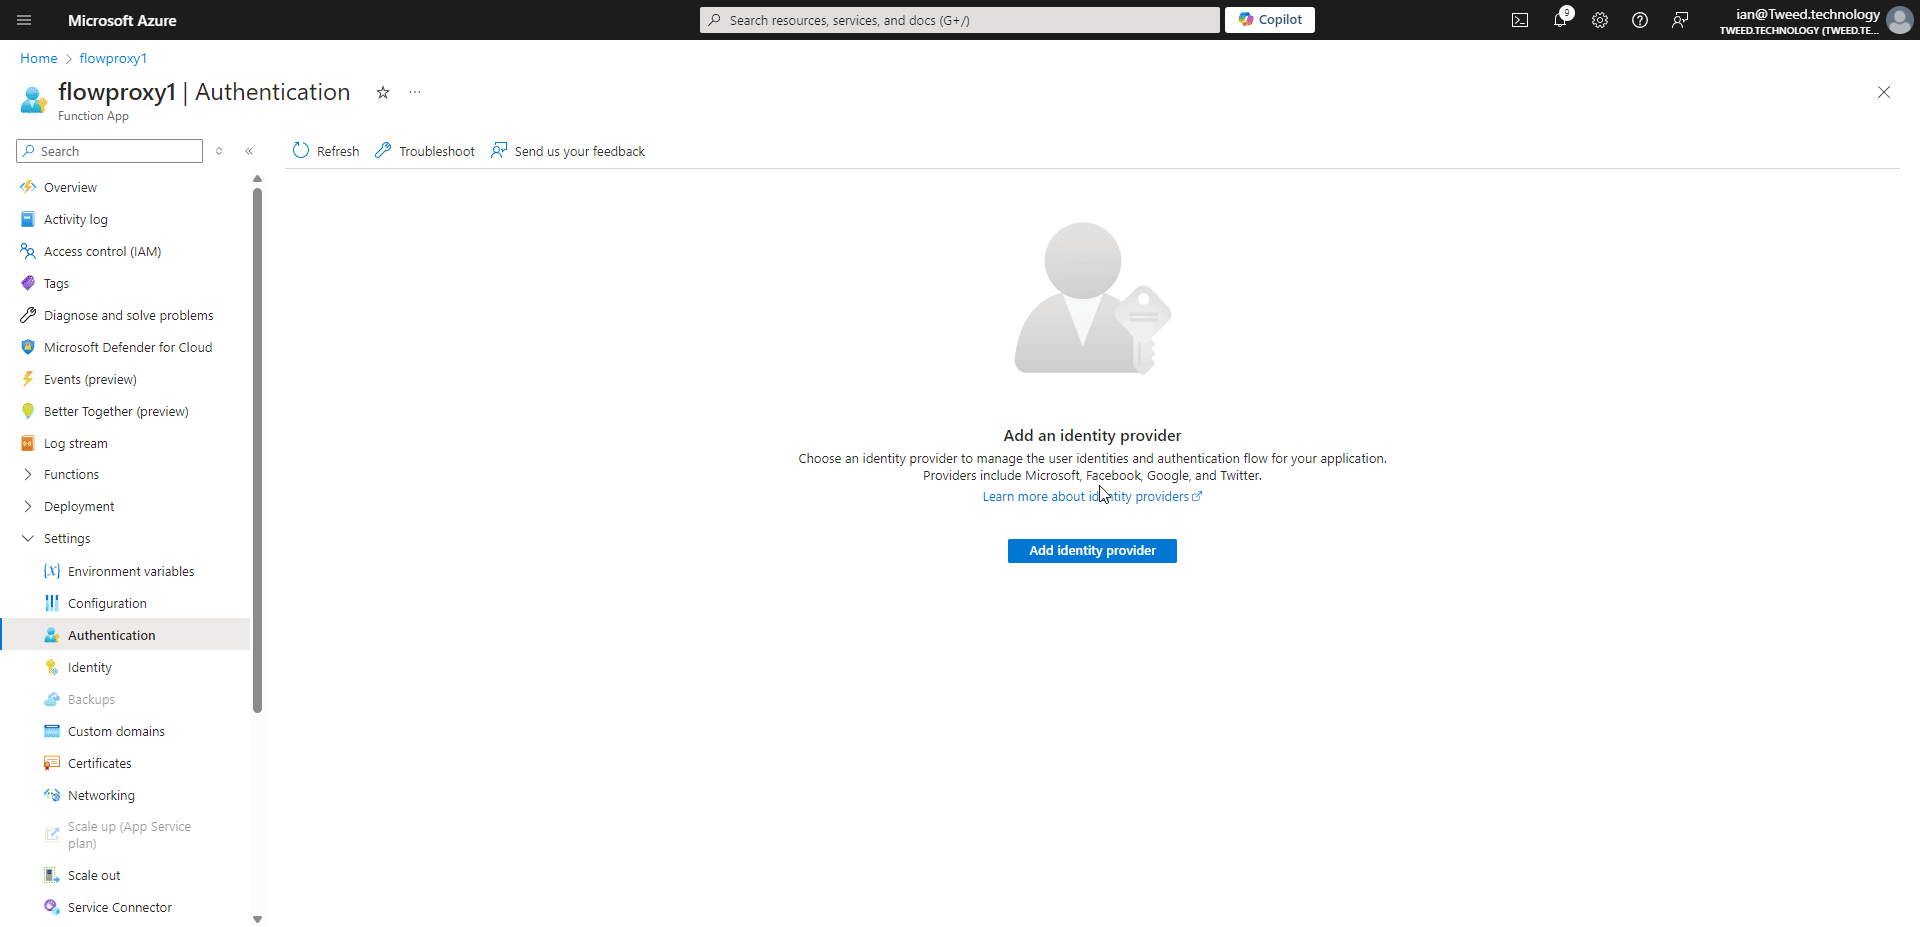 Microsoft Azure
Search resources, services, and docs (G+/)
Copilot
9
ian@Tweed.technology
TWEED.TECHNOLOGY (TWEED.TE...
Home > flowproxy1
flowproxy1 | Authentication
Function App
Search
Refresh
Troubleshoot
Send us your feedback
Overview
Activity log
Access control (IAM)
Tags
Diagnose and solve problems
Microsoft Defender for Cloud
Events (preview)
Better Together (preview)
Log stream
Functions
Deployment
Settings
Environment variables
Configuration
Authentication
Identity
Backups
Custom domains
Certificates
Networking
Scale up (App Service
plan)
Scale out
Service Connector
Add an identity provider
Choose an identity provider to manage the user identities and authentication flow for your application.
Providers include Microsoft, Facebook, Google, and Twitter.
Learn more about identity providers
Add identity provider